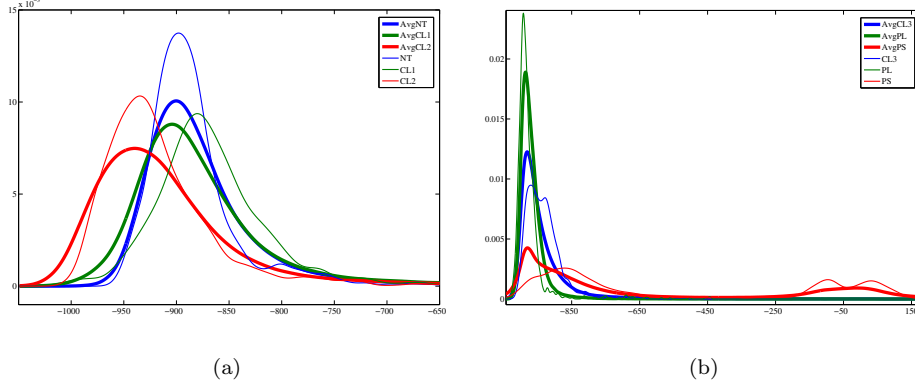 15 x 10⁻³
10
5
0
−1000
−950
−900
−850
−800
−750
−700
−650
AvgNT
AvgCL1
AvgCL2
NT
CL1
CL2
(a)
0.02
0.015
0.01
0.005
0
−850
−650
−450
−250
−50
150
AvgCL3
AvgPL
AvgPS
CL3
PL
PS
(b)